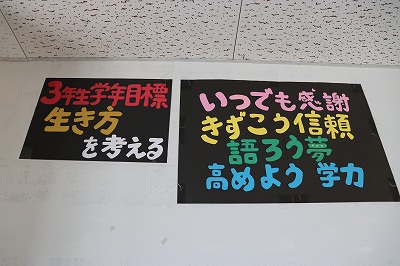 3年生学年目標
生き方
を考える
いつでも感謝
きずこう信頼
語ろう夢
高めよう 学力